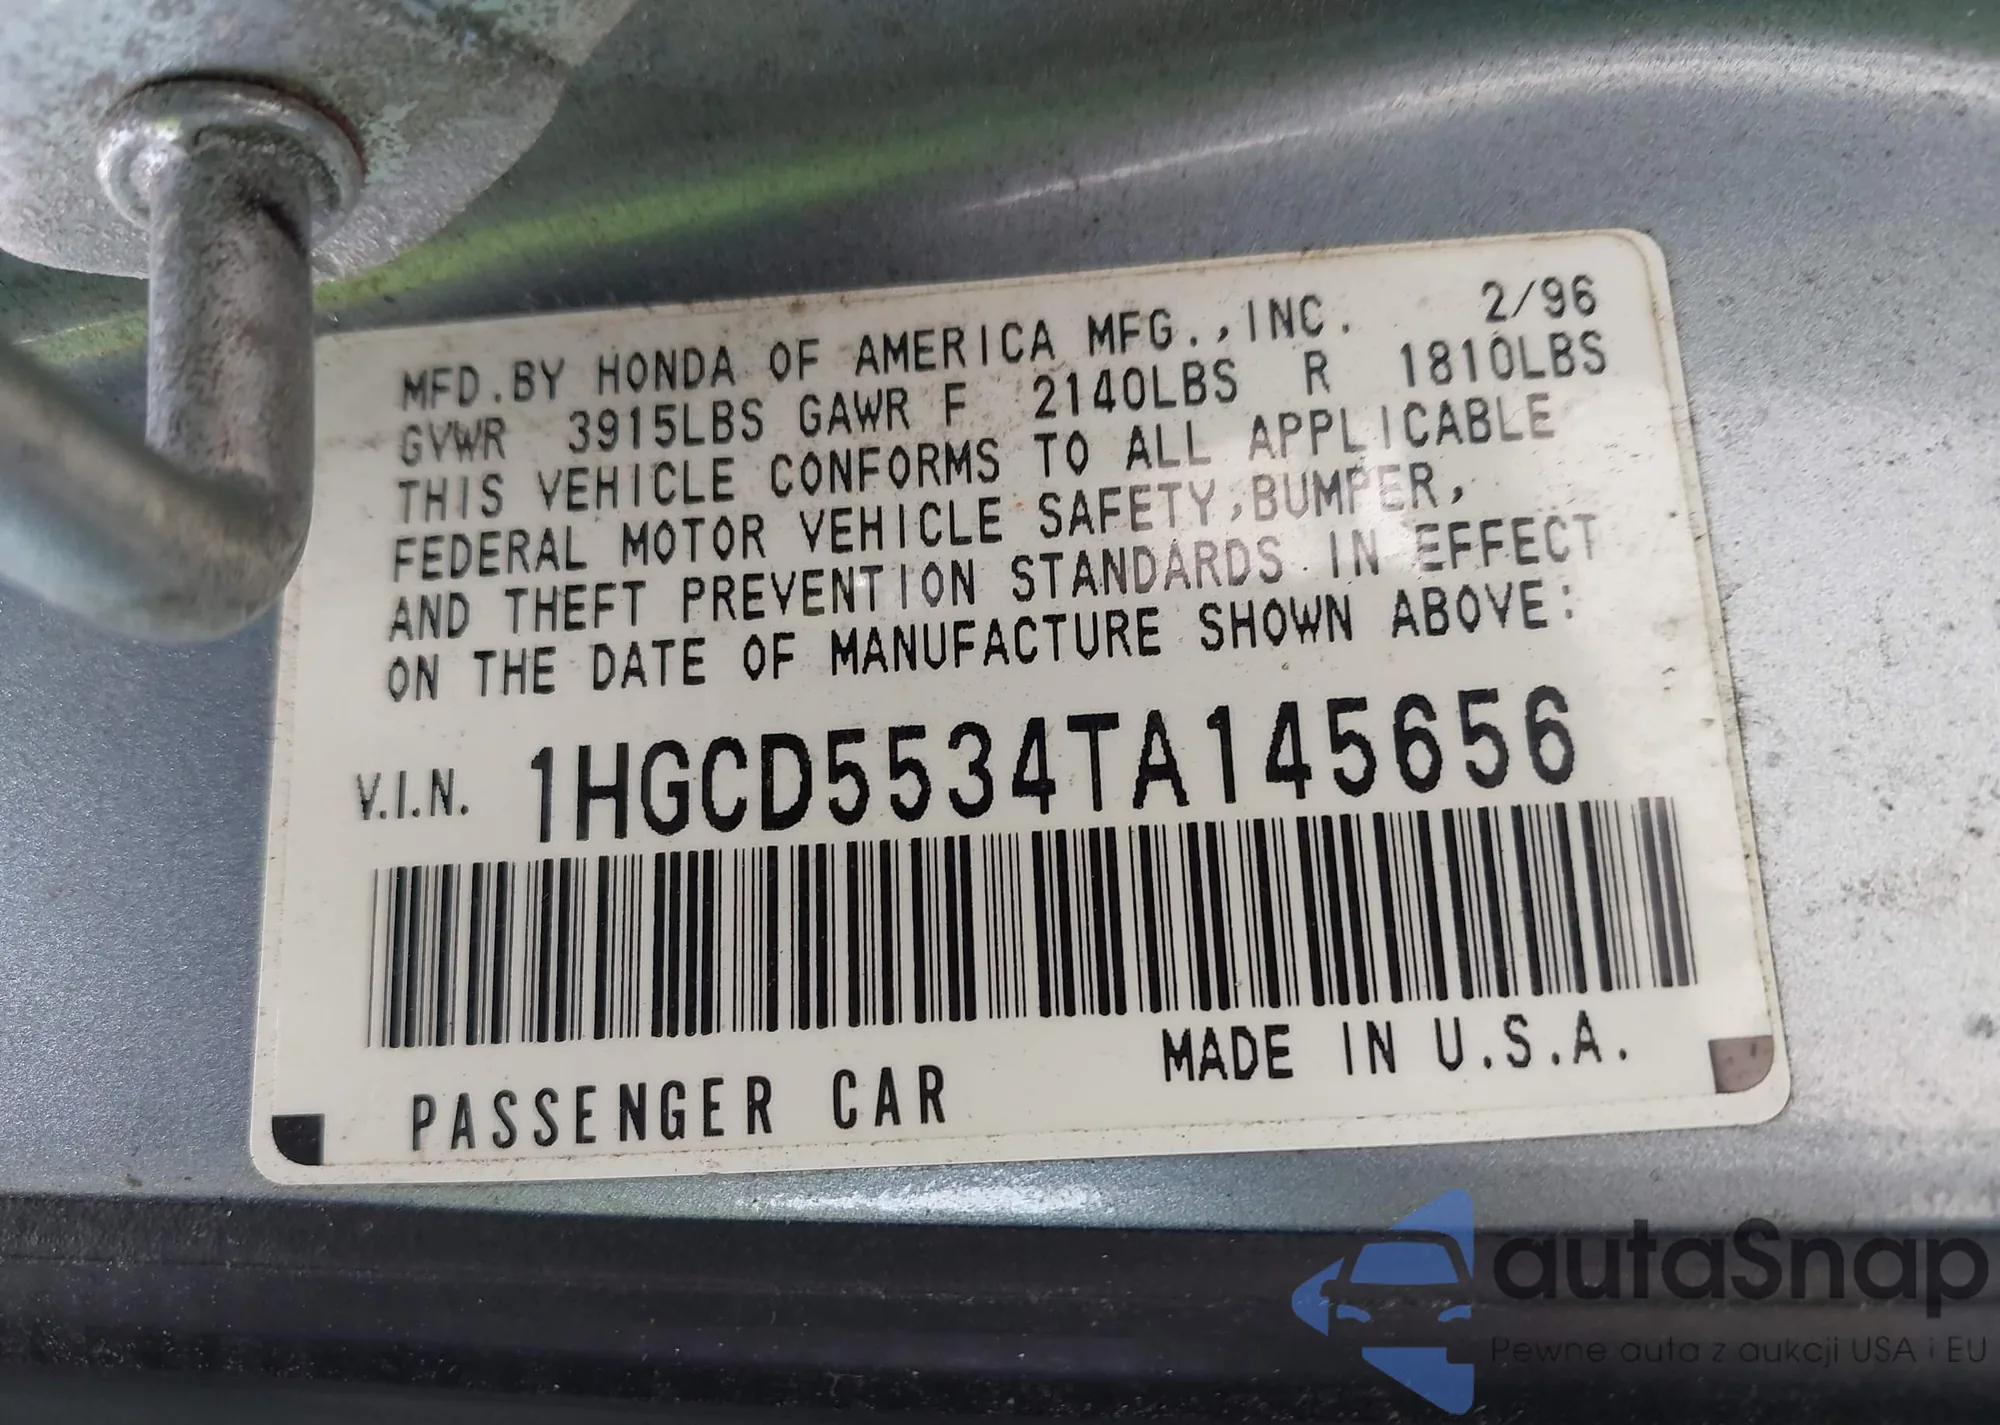 MFD.BY HONDA OF AMERICA MFG.,INC. 2/96
GVWR 3915LBS GAWR F 2140LBS R 1810LBS
THIS VEHICLE CONFORMS TO ALL APPLICABLE
FEDERAL MOTOR VEHICLE SAFETY,BUMPER,
AND THEFT PREVENTION STANDARDS IN EFFECT
ON THE DATE OF MANUFACTURE SHOWN ABOVE:
V.I.N. 1HGCD5534TA145656
PASSENGER CAR MADE IN U.S.A.
autaSnap
Pewne auta z aukcji USA i EU